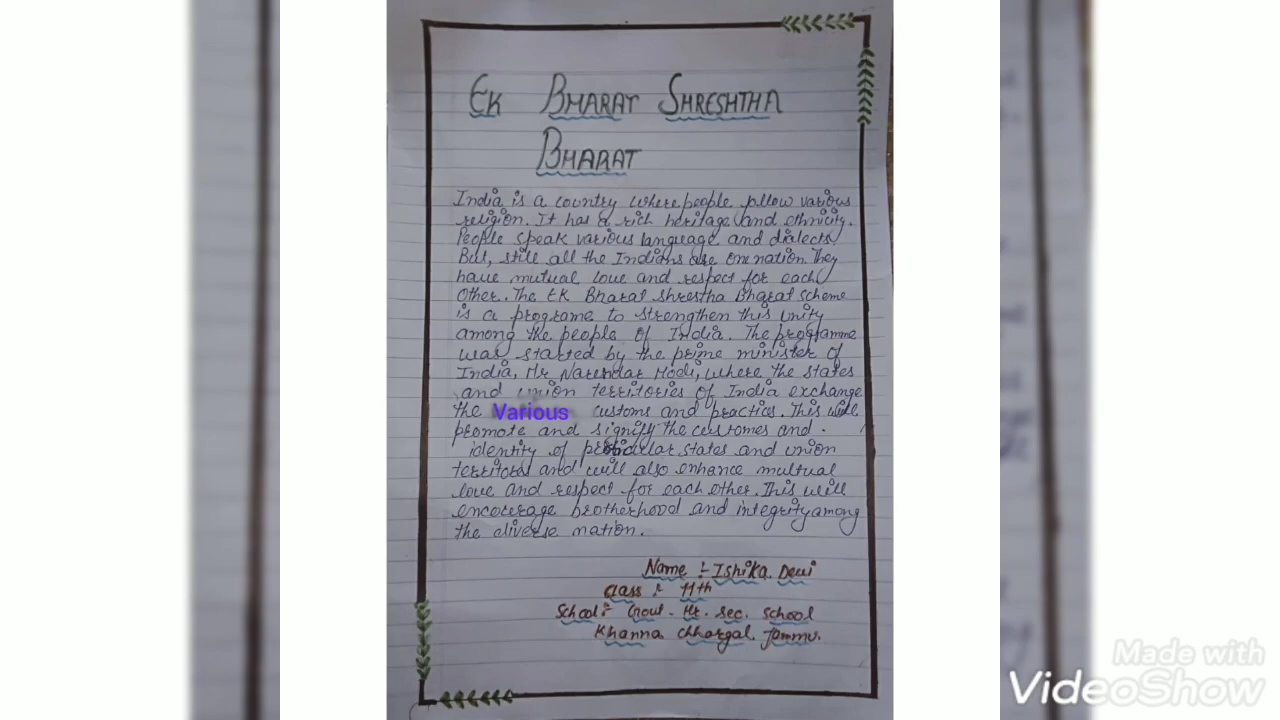 EK BHARAT SHRESHTHA
BHARAT
India is a country where people follow various
religion. It has a rich heritage and ethnicity.
People speak various language and dialects
But, still all the Indians are one nation. They
have mutual love and respect for each
other. The EK Bharat Shrestha Bharat scheme
is a programe to strengthen this unity
among the people of India. The programme
was started by the prime minister of
India, Mr Narendar Modi, where the states
and union territories of India exchange
the Various customs and practics. This will
promote and signify the customes and
identity of states and union
and will also enhance multual
love and respect for each other. This will
encourage brotherhood and integrity among
the diverse nation.
Name :- Ishika Devi
Class :- 11th
School :- Govt. Hr. Sec. School
Khanna Chhargal Jammu.
Made with
VideoShow